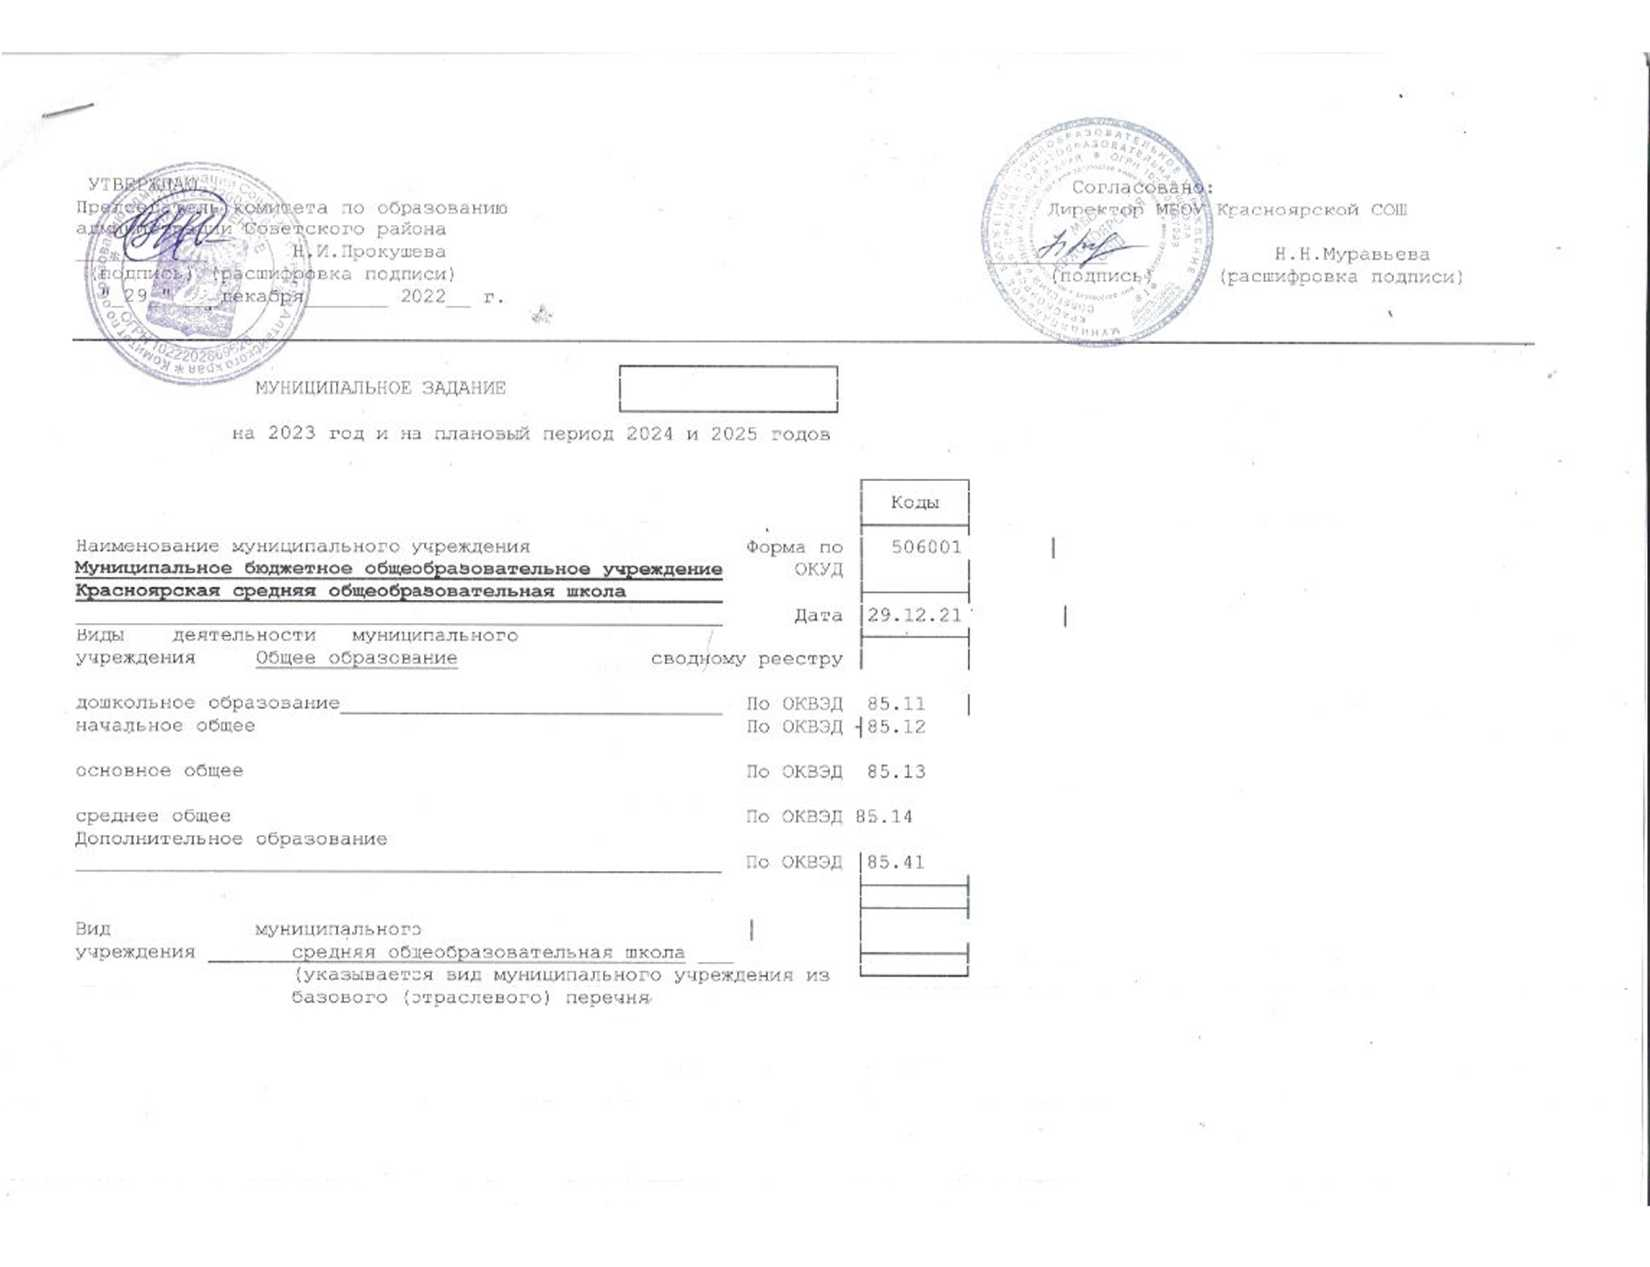 УТВЕРЖДАЮ
Председатель комитета по образованию
администрации Советского района
Н.И.Прокушева
(подпись) (расшифровка подписи)
"_29_"___декабря_______ 2022__ г.
Согласовано:
Директор МБОУ Красноярской СОШ
Н.Н.Муравьева
(подпись) (расшифровка подписи)
МУНИЦИПАЛЬНОЕ ЗАДАНИЕ
на 2023 год и на плановый период 2024 и 2025 годов
Коды
Наименование муниципального учреждения Форма по 506001
Муниципальное бюджетное общеобразовательное учреждение ОКУД
Красноярская средняя общеобразовательная школа
Дата 29.12.21
Виды деятельности муниципального
учреждения Общее образование сводному реестру
дошкольное образование По ОКВЭД 85.11
начальное общее По ОКВЭД 85.12
основное общее По ОКВЭД 85.13
среднее общее По ОКВЭД 85.14
Дополнительное образование
По ОКВЭД 85.41
Вид муниципального
учреждения средняя общеобразовательная школа
(указывается вид муниципального учреждения из
базового (отраслевого) перечня